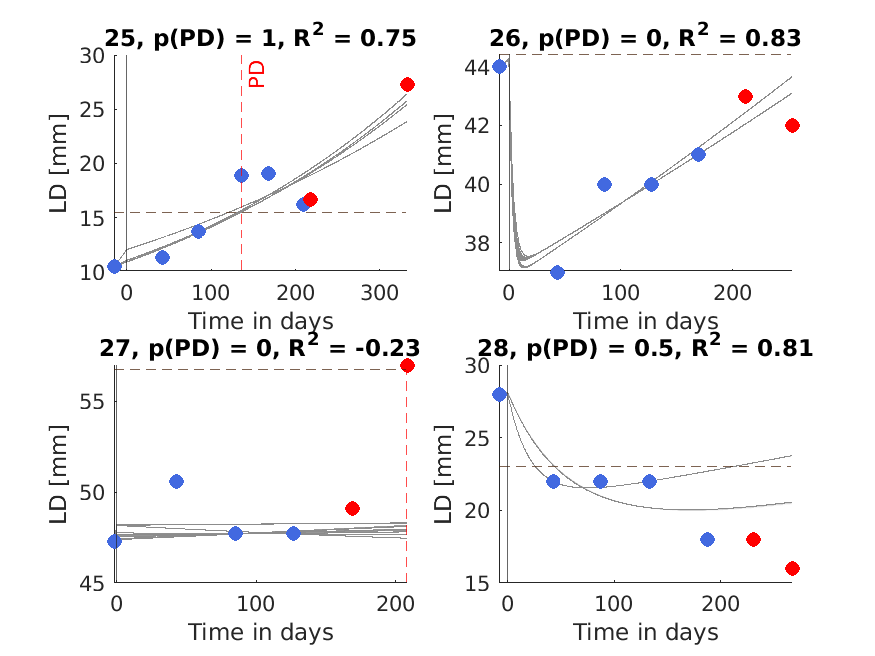 25, p(PD) = 1, R² = 0.75
30
25
20
15
10
LD [mm]
PD
0
100
200
300
Time in days
26, p(PD) = 0, R² = 0.83
44
42
40
38
LD [mm]
0
100
200
Time in days
27, p(PD) = 0, R² = -0.23
55
50
45
LD [mm]
0
100
200
Time in days
28, p(PD) = 0.5, R² = 0.81
30
25
20
15
LD [mm]
0
100
200
Time in days